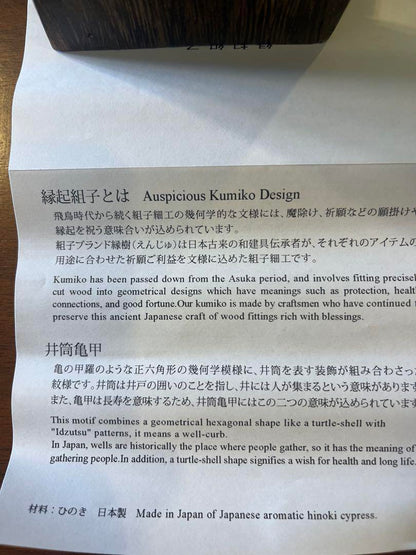 縁起組子とは Auspicious Kumiko Design
飛鳥時代から続く組子細工の幾何学的な文様には、魔除け、祈願などの願掛けや
縁起を祝う意味合いが込められています。
組子ブランド縁樹(えんじゅ)は日本古来の和建具伝承者が、それぞれのアイテムの
用途に合わせた祈願ご利益を文様に込めた組子細工です。
Kumiko has been passed down from the Asuka period, and involves fitting precisel
cut wood into geometrical designs which have meanings such as protection, healt
connections, and good fortune.Our kumiko is made by craftsmen who have continued t
preserve this ancient Japanese craft of wood fittings rich with blessings.
井筒亀甲
亀の甲羅のような正六角形の幾何学模様に、井筒を表す装飾が組み合わさっ
紋様です。井筒は井戸の囲いのことを指し、井には人が集まるという意味があります
また、亀甲は長寿を意味するため、井筒亀甲にはこの二つの意味が込められています
This motif combines a geometrical hexagonal shape like a turtle-shell with
"Idzutsu" patterns, it means a well-curb.
In Japan, wells are historically the place where people gather, so it has the meaning of
gathering people.In addition, a turtle-shell shape signifies a wish for health and long life.
材料：ひのき 日本製 Made in Japan of Japanese aromatic hinoki cypress.